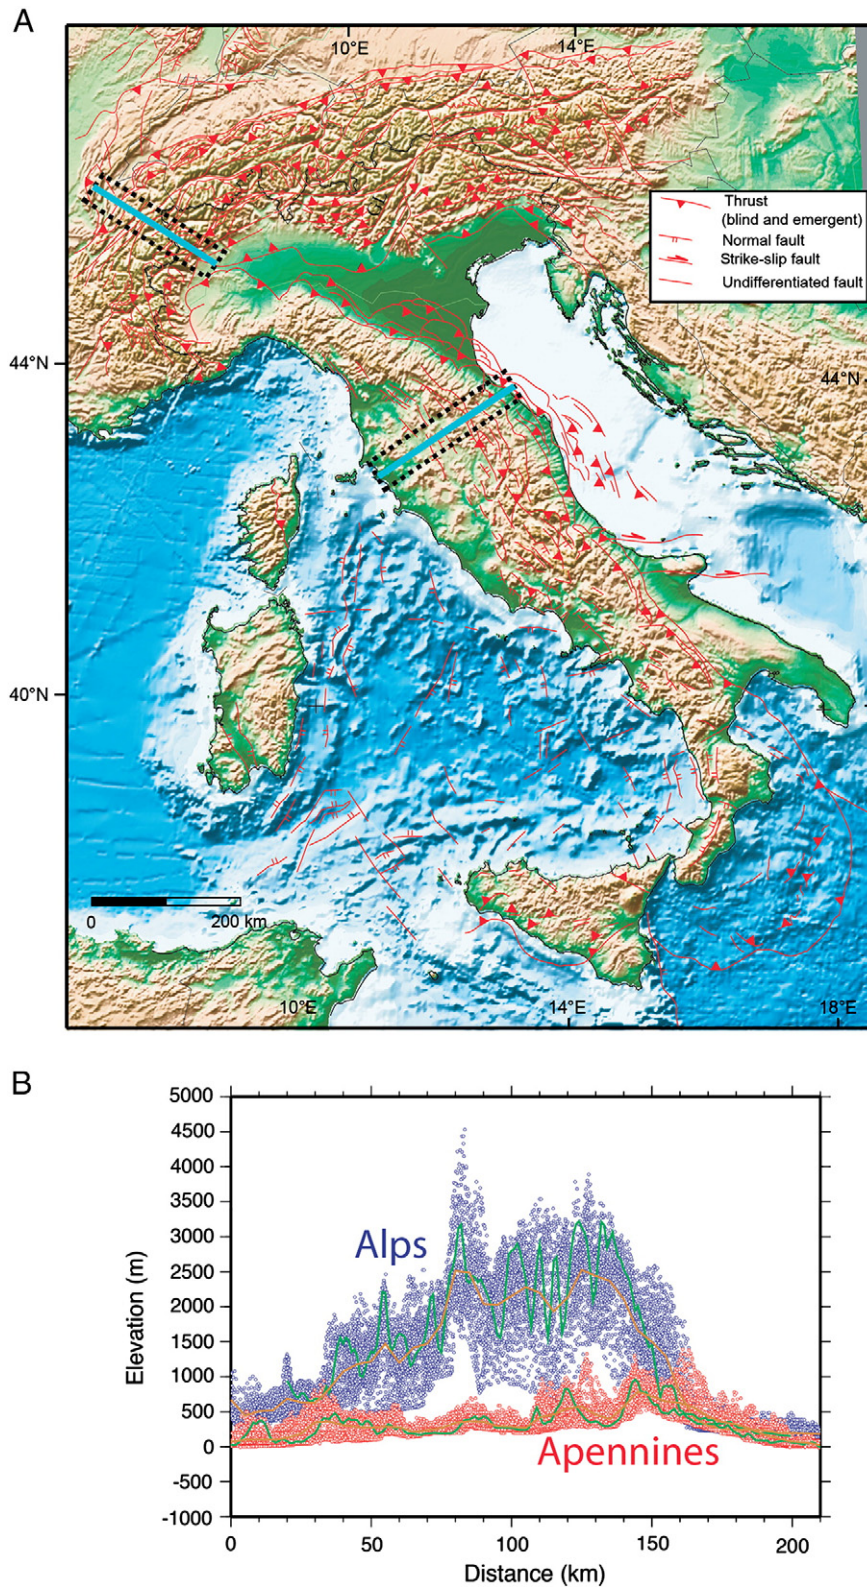 A
10°E
14°E
Thrust
(blind and emergent)
Normal fault
Strike-slip fault
Undifferentiated fault
44°N
44°N
40°N
0
200 km
10°E
14°E
18°E
B
5000
4500
4000
3500
3000
2500
2000
1500
1000
500
0
-500
-1000
Elevation (m)
Alps
Apennines
0
50
100
150
200
Distance (km)